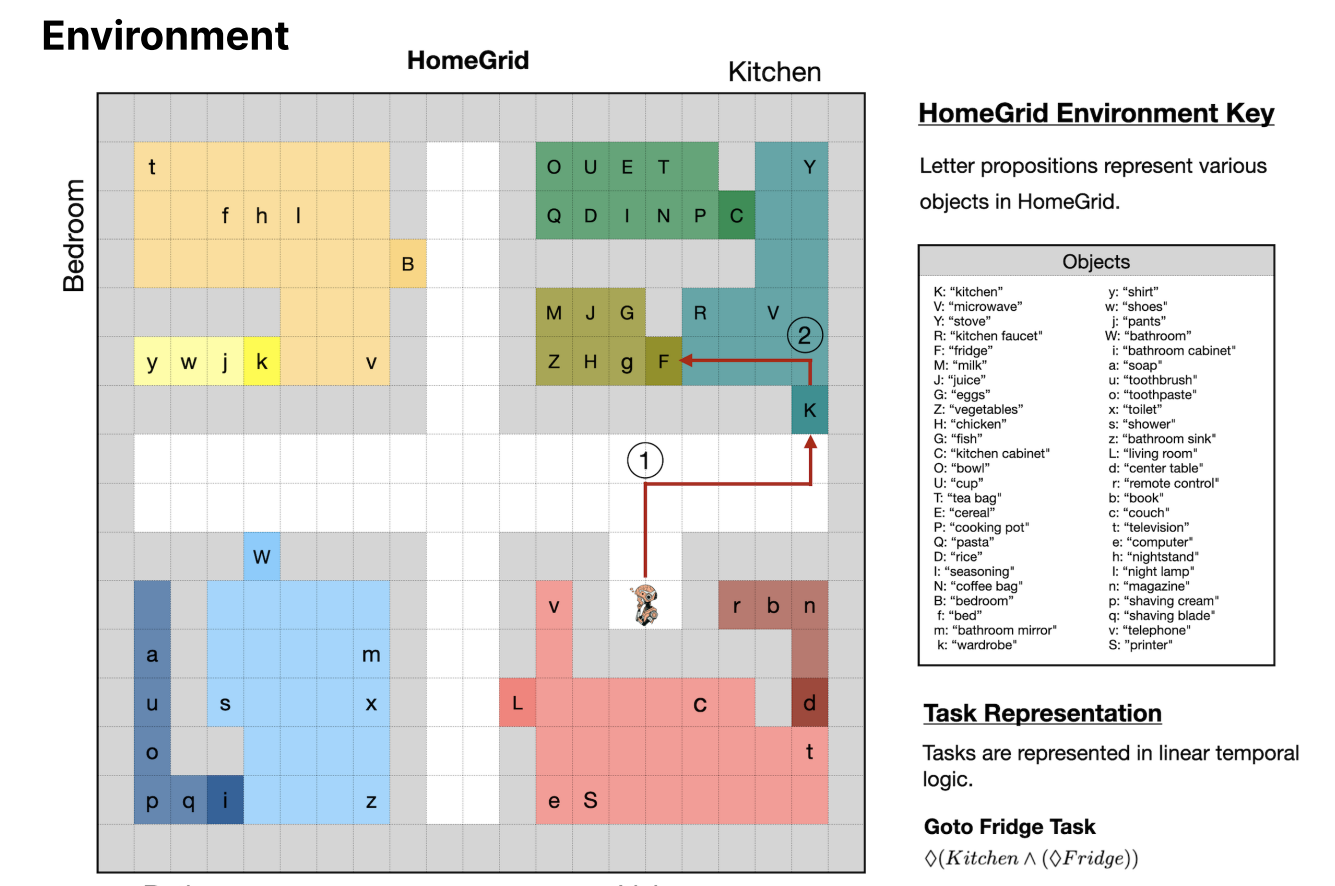 Environment
HomeGrid
Kitchen
Bedroom
t
f h l
B
y w j k
v
O U E T
Q D I N P C
Y
M J G
R V
Z H g F
2
K
1
W
a
m
u
s
x
o
p q i
z
v
r b n
L
c
d
t
e S
HomeGrid Environment Key
Letter propositions represent various
objects in HomeGrid.
Objects
K: “kitchen”
V: “microwave”
Y: “stove”
R: “kitchen faucet"
F: “fridge”
M: “milk”
J: “juice”
G: “eggs”
Z: “vegetables”
H: “chicken”
G: “fish”
C: “kitchen cabinet"
O: “bowl”
U: “cup”
T: “tea bag"
E: “cereal”
P: “cooking pot"
Q: “pasta”
D: “rice”
I: “seasoning”
N: “coffee bag"
B: “bedroom”
f: “bed”
m: “bathroom mirror"
k: “wardrobe"
y: “shirt”
w: “shoes"
j: “pants”
W: “bathroom”
i: “bathroom cabinet"
a: “soap”
u: “toothbrush"
o: “toothpaste"
x: “toilet”
s: “shower”
z: “bathroom sink"
L: “living room"
d: “center table"
r: “remote control"
b: “book”
c: “couch”
t: “television”
e: “computer"
h: “nightstand"
l: “night lamp"
n: “magazine"
p: “shaving cream"
q: “shaving blade"
v: “telephone"
S: "printer"
Task Representation
Tasks are represented in linear temporal
logic.
Goto Fridge Task
◊(Kitchen ∧ (◊Fridge))